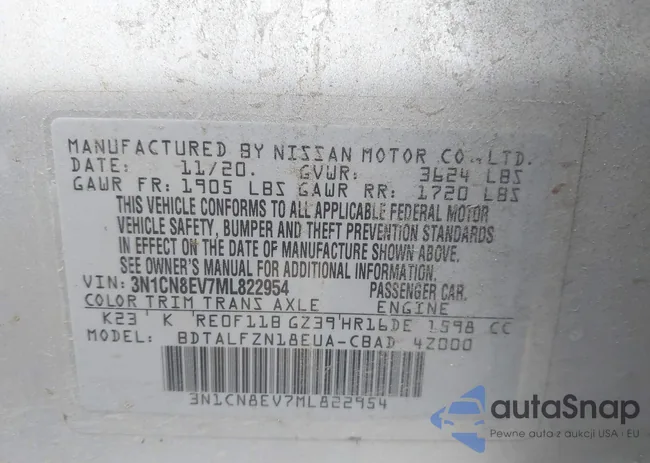 MANUFACTURED BY NISSAN MOTOR CO.,LTD.
DATE: 11/20. GVWR: 3624 LBS
GAWR FR: 1905 LBS GAWR RR: 1720 LBS
THIS VEHICLE CONFORMS TO ALL APPLICABLE FEDERAL MOTOR
VEHICLE SAFETY, BUMPER AND THEFT PREVENTION STANDARDS
IN EFFECT ON THE DATE OF MANUFACTURE SHOWN ABOVE.
SEE OWNER'S MANUAL FOR ADDITIONAL INFORMATION.
VIN: 3N1CN8EV7ML822954 PASSENGER CAR.
COLOR TRIM TRANS AXLE ENGINE
K23 K RE0F11B GZ39 HR16DE 1598 CC
MODEL: BDTALFZN18EUA-CBAD 4Z000
3N1CN8EV7ML822954
autaSnap
Pewne auto-z aukcji USA i EU